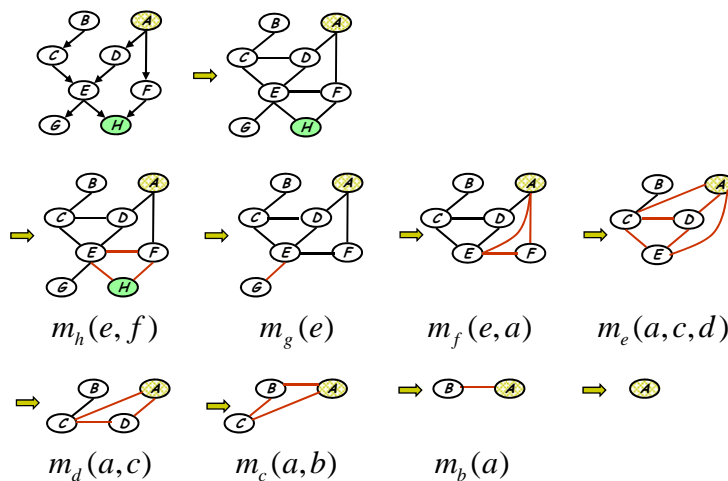 B A
C D
E F
G H
B A
C D
E F
G H
B A
C D
E F
G H
B A
C D
E F
G
B A
C D
E F
B A
C D
E
m_h(e, f) m_g(e) m_f(e, a) m_e(a, c, d)
B A
C D
B A
C
B A
A
m_d(a, c) m_c(a, b) m_b(a)